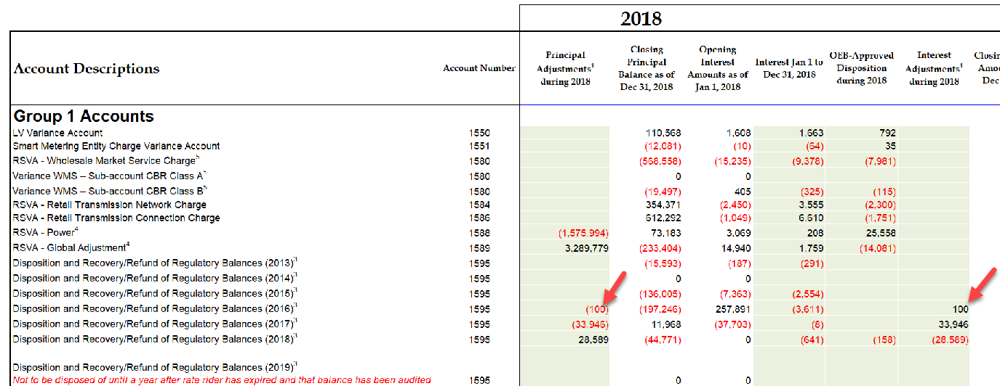 2018
Account Descriptions Account Number Principal Adjustments¹ during 2018 Closing Principal Balance as of Dec 31, 2018 Opening Interest Amounts as of Jan 1, 2018 Interest Jan 1 to Dec 31, 2018 OEB-Approved Disposition during 2018 Interest Adjustments¹ during 2018
Group 1 Accounts
LV Variance Account 1550 110,568 1,608 1,663 792
Smart Metering Entity Charge Variance Account 1551 (12,081) (10) (64) 35
RSVA - Wholesale Market Service Charge⁵ 1580 (568,558) (15,235) (9,378) (7,981)
Variance WMS – Sub-account CBR Class A⁵ 1580 0 0
Variance WMS – Sub-account CBR Class B⁵ 1580 (19,497) 405 (325) (115)
RSVA - Retail Transmission Network Charge 1584 354,371 (2,450) 3,555 (2,300)
RSVA - Retail Transmission Connection Charge 1586 612,292 (1,049) 6,610 (1,751)
RSVA - Power⁴ 1588 (1,575,994) 73,183 3,069 208 25,558
RSVA - Global Adjustment⁴ 1589 3,289,779 (233,404) 14,940 1,759 (14,081)
Disposition and Recovery/Refund of Regulatory Balances (2013)³ 1595 (15,593) (187) (291)
Disposition and Recovery/Refund of Regulatory Balances (2014)³ 1595 0 0
Disposition and Recovery/Refund of Regulatory Balances (2015)³ 1595 (136,005) (7,363) (2,554)
Disposition and Recovery/Refund of Regulatory Balances (2016)³ 1595 (100) (197,246) 257,891 (3,611) 100
Disposition and Recovery/Refund of Regulatory Balances (2017)³ 1595 (33,946) 11,968 (37,703) (8) 33,946
Disposition and Recovery/Refund of Regulatory Balances (2018)³ 1595 28,589 (44,771) 0 (641) (158) (28,589)
Disposition and Recovery/Refund of Regulatory Balances (2019)³
Not to be disposed of until a year after rate rider has expired and that balance has been audited 1595 0 0